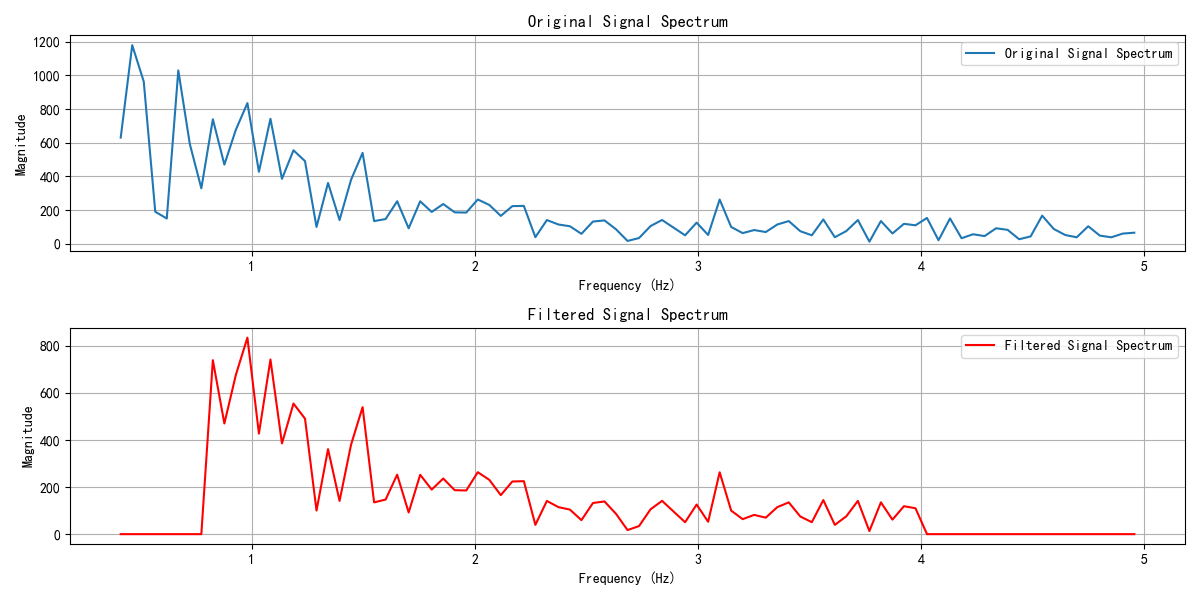 Original Signal Spectrum
1200
1000
800
600
400
200
0
Magnitude
Original Signal Spectrum
1 2 3 4 5
Frequency (Hz)
Filtered Signal Spectrum
800
600
400
200
0
Magnitude
Filtered Signal Spectrum
1 2 3 4 5
Frequency (Hz)